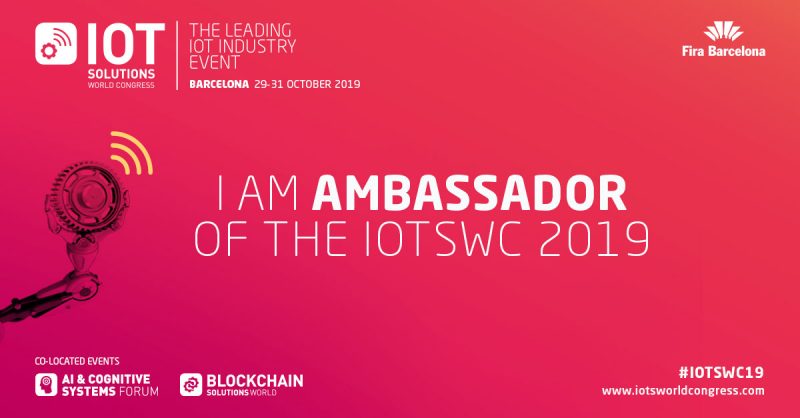 IOT
SOLUTIONS
WORLD CONGRESS
THE LEADING
IOT INDUSTRY
EVENT
BARCELONA 29-31 OCTOBER 2019
Fira Barcelona
I AM AMBASSADOR
OF THE IOTSWC 2019
CO-LOCATED EVENTS
AI & COGNITIVE
SYSTEMS FORUM
BLOCKCHAIN
SOLUTIONS WORLD
#IOTSWC19
www.iotsworldcongress.com